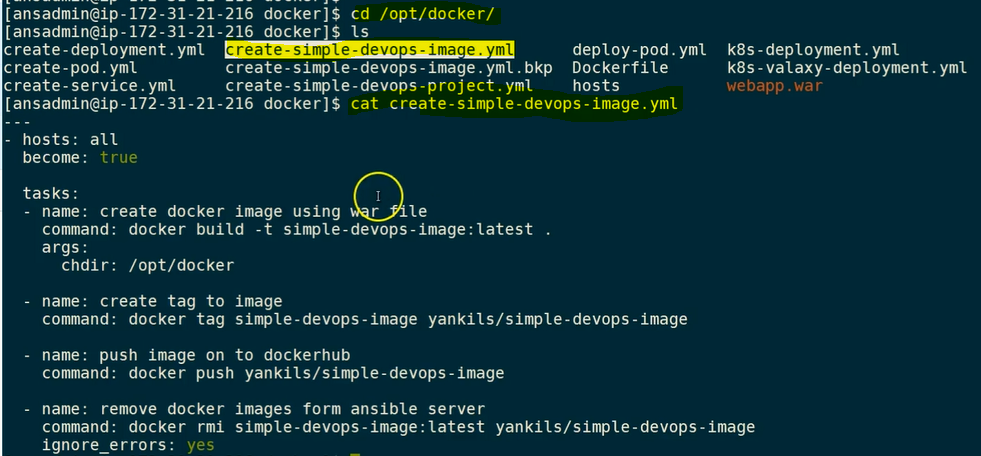 [ansadmin@ip-172-31-21-216 docker]$ cd /opt/docker/
[ansadmin@ip-172-31-21-216 docker]$ ls
create-deployment.yml  create-simple-devops-image.yml      deploy-pod.yml  k8s-deployment.yml
create-pod.yml         create-simple-devops-image.yml.bkp  Dockerfile      k8s-valaxy-deployment.yml
create-service.yml     create-simple-devops-project.yml    hosts           webapp.war
[ansadmin@ip-172-31-21-216 docker]$ cat create-simple-devops-image.yml
---
- hosts: all
  become: true
  tasks:
  - name: create docker image using war file
    command: docker build -t simple-devops-image:latest .
    args:
      chdir: /opt/docker
  - name: create tag to image
    command: docker tag simple-devops-image yankils/simple-devops-image
  - name: push image on to dockerhub
    command: docker push yankils/simple-devops-image
  - name: remove docker images form ansible server
    command: docker rmi simple-devops-image:latest yankils/simple-devops-image
    ignore_errors: yes